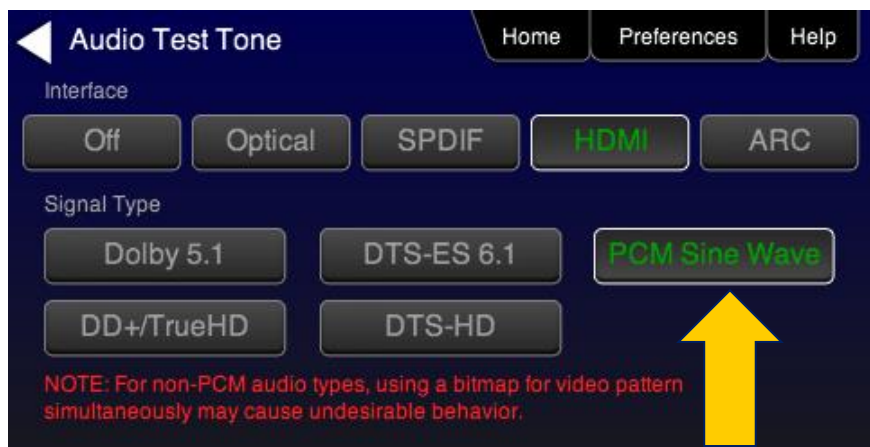 Audio Test Tone Home Preferences Help
Interface
Off Optical SPDIF HDMI ARC
Signal Type
Dolby 5.1 DTS-ES 6.1 PCM Sine Wave
DD+/TrueHD DTS-HD
NOTE: For non-PCM audio types, using a bitmap for video pattern
simultaneously may cause undesirable behavior.